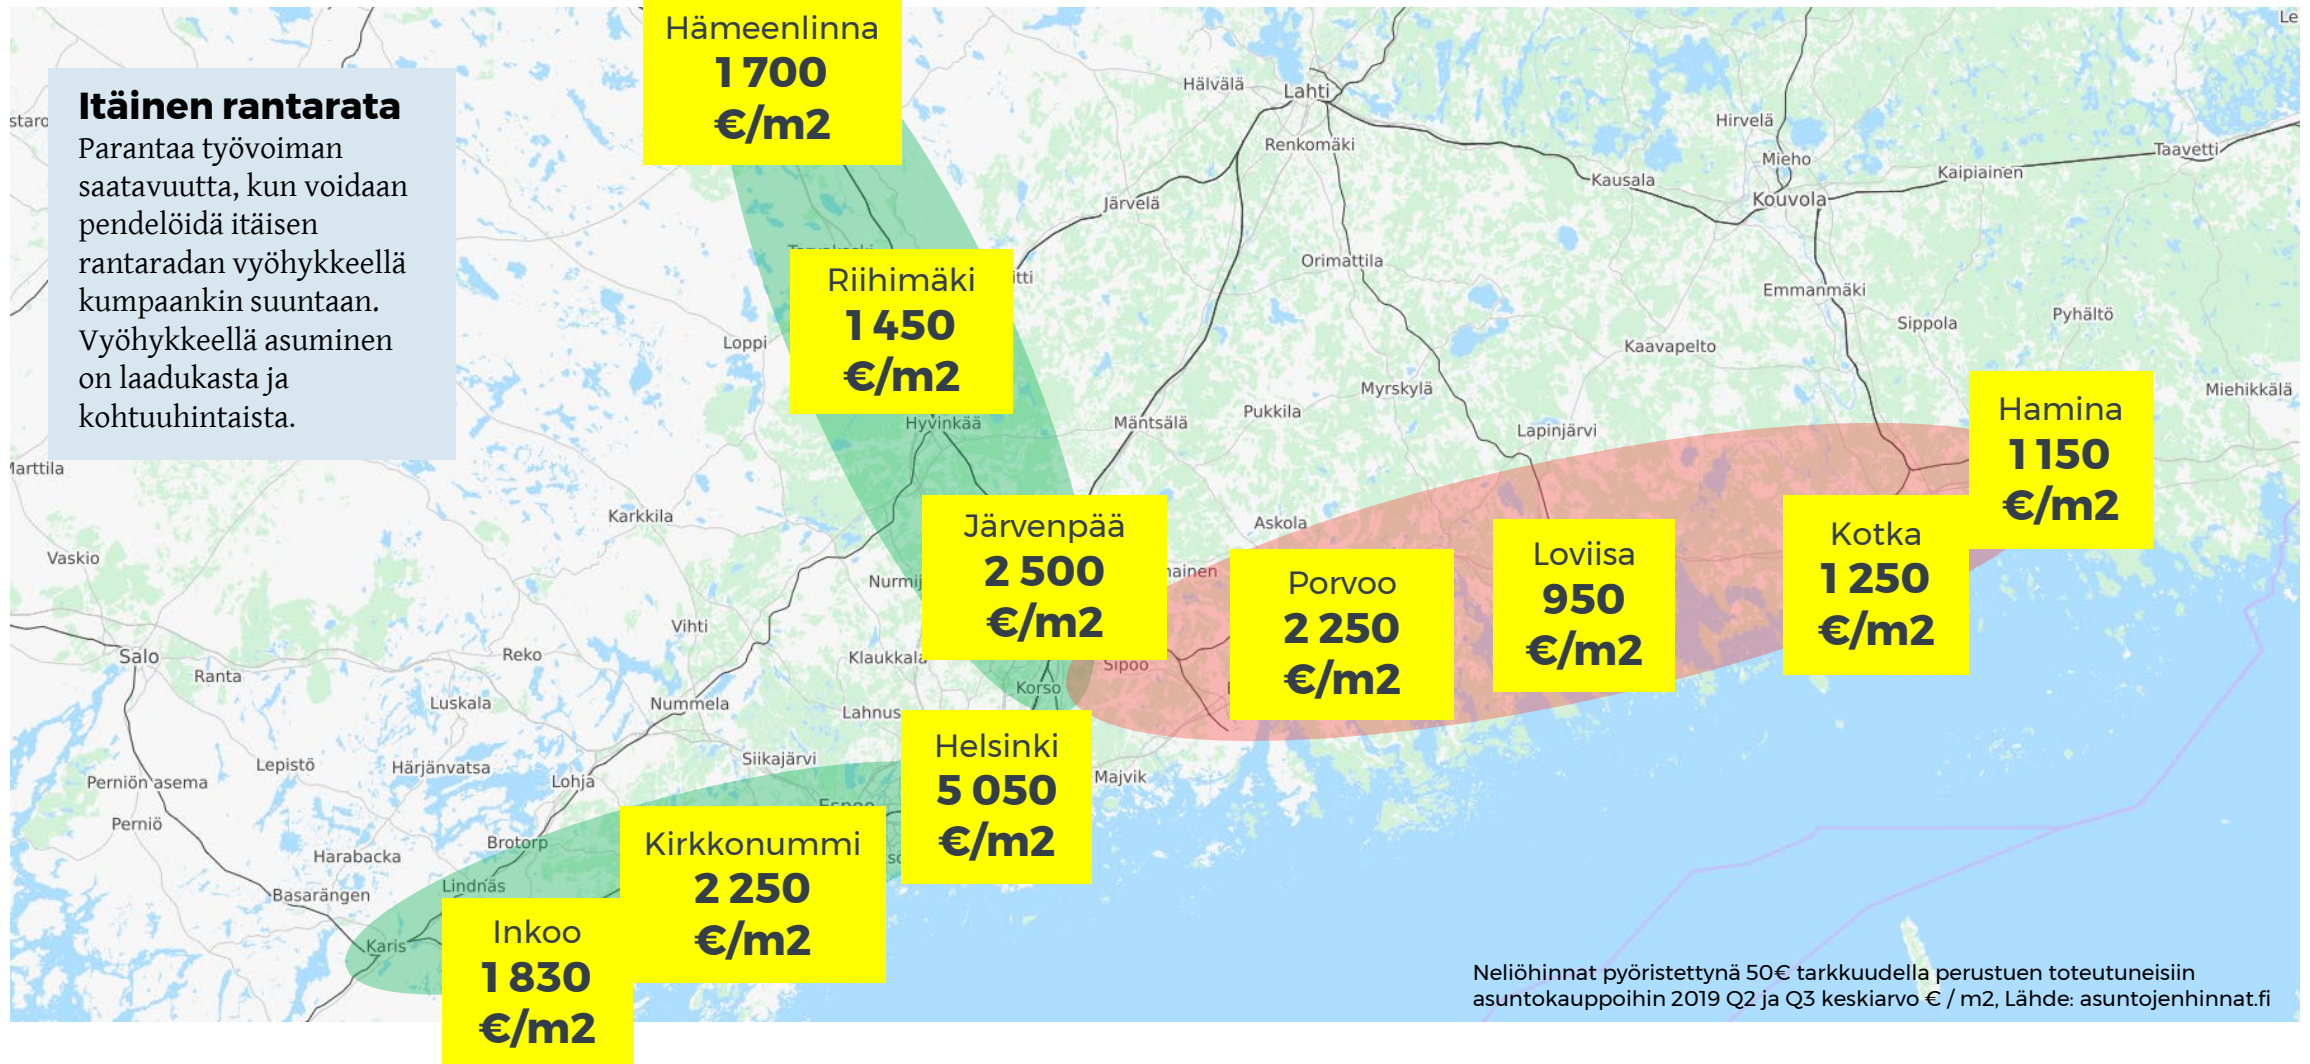 Itäinen rantarata
Parantaa työvoiman
saatavuutta, kun voidaan
pendelöidä itäisen
rantaradan vyöhykkeellä
kumpaankin suuntaan.
Vyöhykkeellä asuminen
on laadukasta ja
kohtuuhintaista.
Hämeenlinna
1 700
€/m2
Riihimäki
1 450
€/m2
Järvenpää
2 500
€/m2
Helsinki
5 050
€/m2
Kirkkonummi
2 250
€/m2
Inkoo
1 830
€/m2
Porvoo
2 250
€/m2
Loviisa
950
€/m2
Kotka
1 250
€/m2
Hamina
1 150
€/m2
Hälvälä
Lahti
Renkomäki
Järvelä
Hirvelä
Mieho
Kausala
Kouvola
Kaipiainen
Taavetti
Orimattila
Emmanmäki
Sippola
Pyhältö
Kaavapelto
Miehikkälä
Loppi
Myrskylä
Pukkila
Hyvinkää
Mäntsälä
Lapinjärvi
Karkkila
Askola
Vaskio
Vihti
Salo
Reko
Klaukkala
Sipoo
Ranta
Korso
Luskala
Nummela
Lahnus
Siikajärvi
Lepistö
Härjänvatsa
Majvik
Perniön asema
Lohja
Perniö
Brotorp
Harabacka
Lindnäs
Basarängen
Karis
Neliöhinnat pyöristettynä 50€ tarkkuudella perustuen toteutuneisiin
asuntokauppoihin 2019 Q2 ja Q3 keskiarvo € / m2, Lähde: asuntojenhinnat.fi